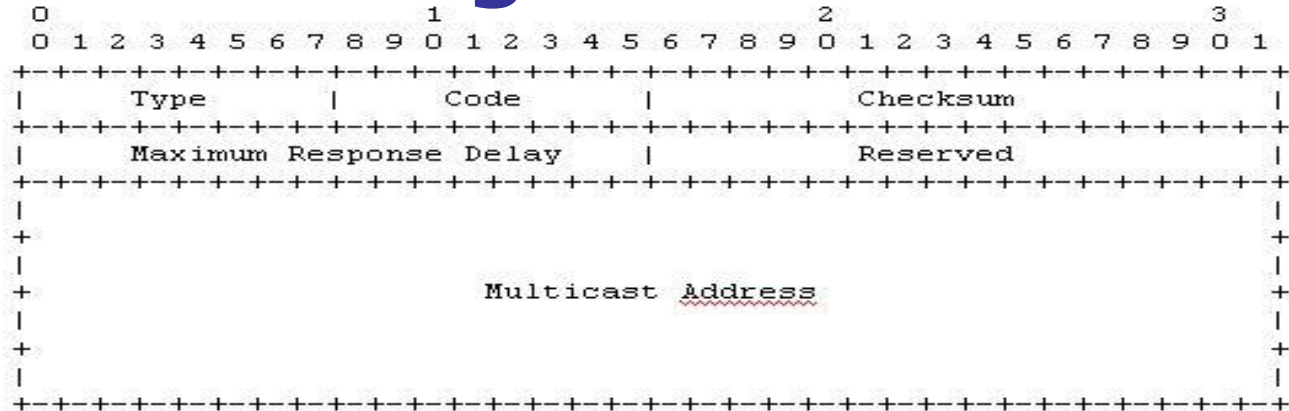 0                   1                   2                   3
0 1 2 3 4 5 6 7 8 9 0 1 2 3 4 5 6 7 8 9 0 1 2 3 4 5 6 7 8 9 0 1
+-+-+-+-+-+-+-+-+-+-+-+-+-+-+-+-+-+-+-+-+-+-+-+-+-+-+-+-+-+-+-+-+
|     Type      |     Code      |          Checksum             |
+-+-+-+-+-+-+-+-+-+-+-+-+-+-+-+-+-+-+-+-+-+-+-+-+-+-+-+-+-+-+-+-+
|     Maximum Response Delay    |          Reserved             |
+-+-+-+-+-+-+-+-+-+-+-+-+-+-+-+-+-+-+-+-+-+-+-+-+-+-+-+-+-+-+-+-+
|                                                               |
+                                                               +
|                                                               |
+                       Multicast Address                       +
|                                                               |
+                                                               +
|                                                               |
+-+-+-+-+-+-+-+-+-+-+-+-+-+-+-+-+-+-+-+-+-+-+-+-+-+-+-+-+-+-+-+-+